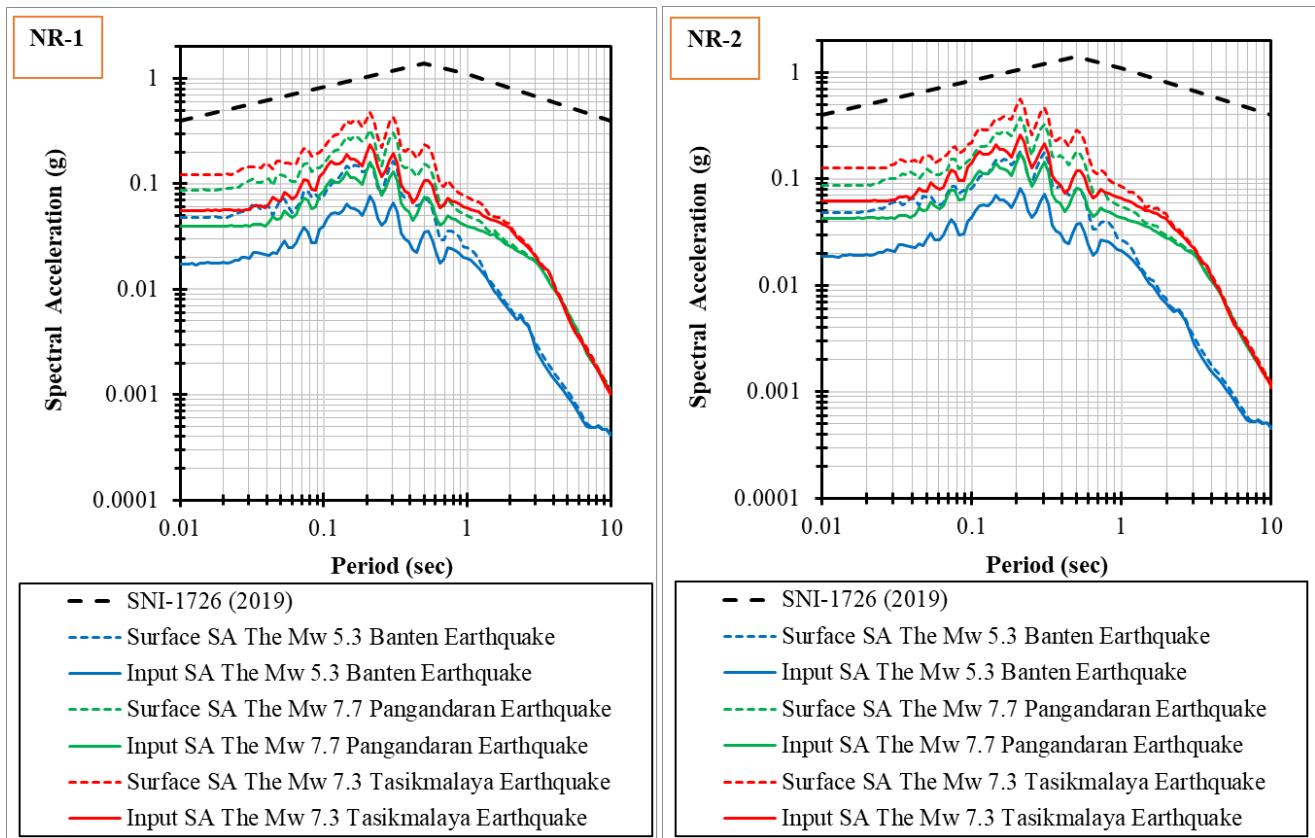 NR-1
1
0.1
0.01
0.001
0.0001
Spectral Acceleration (g)
0.01 0.1 1 10
Period (sec)
SNI-1726 (2019)
Surface SA The Mw 5.3 Banten Earthquake
Input SA The Mw 5.3 Banten Earthquake
Surface SA The Mw 7.7 Pangandaran Earthquake
Input SA The Mw 7.7 Pangandaran Earthquake
Surface SA The Mw 7.3 Tasikmalaya Earthquake
Input SA The Mw 7.3 Tasikmalaya Earthquake
NR-2
1
0.1
0.01
0.001
0.0001
Spectral Acceleration (g)
0.01 0.1 1 10
Period (sec)
SNI-1726 (2019)
Surface SA The Mw 5.3 Banten Earthquake
Input SA The Mw 5.3 Banten Earthquake
Surface SA The Mw 7.7 Pangandaran Earthquake
Input SA The Mw 7.7 Pangandaran Earthquake
Surface SA The Mw 7.3 Tasikmalaya Earthquake
Input SA The Mw 7.3 Tasikmalaya Earthquake